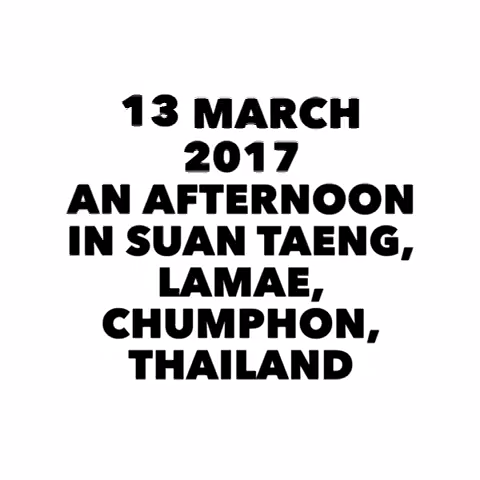 13 MARCH
2017
AN AFTERNOON
IN SUAN TAENG,
LAMAE,
CHUMPHON,
THAILAND